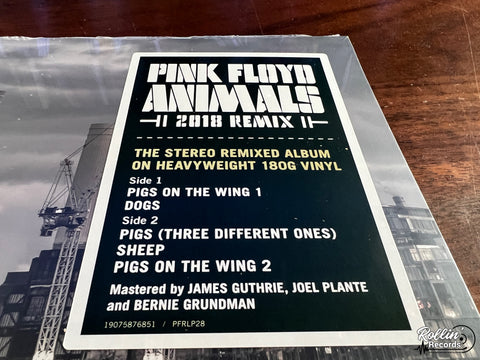 PINK FLOYD
ANIMALS
2018 REMIX
THE STEREO REMIXED ALBUM
ON HEAVYWEIGHT 180G VINYL
Side 1
PIGS ON THE WING 1
DOGS
Side 2
PIGS (THREE DIFFERENT ONES)
SHEEP
PIGS ON THE WING 2
Mastered by JAMES GUTHRIE, JOEL PLANTE
and BERNIE GRUNDMAN
19075876851 / PFRLP28
Rollin'
Records